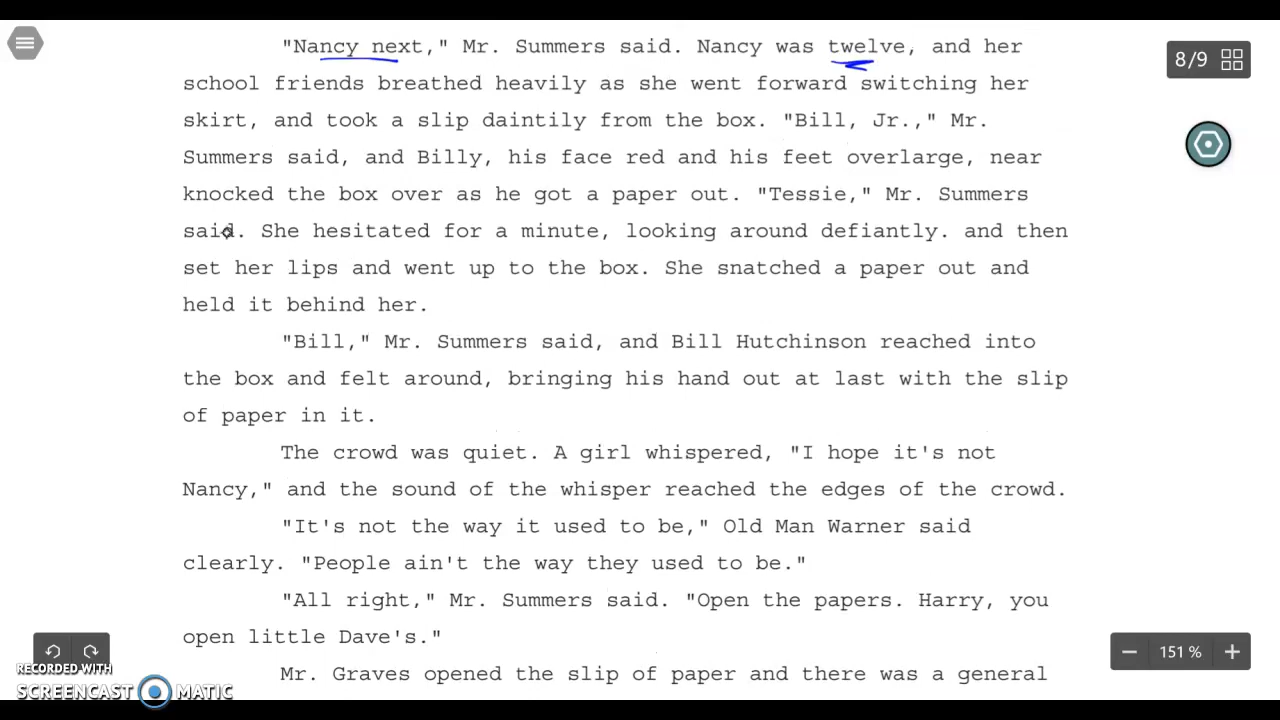 "Nancy next," Mr. Summers said. Nancy was twelve, and her
8/9
school friends breathed heavily as she went forward switching her
skirt, and took a slip daintily from the box. "Bill, Jr.," Mr.
Summers said, and Billy, his face red and his feet overlarge, near
knocked the box over as he got a paper out. "Tessie," Mr. Summers
said. She hesitated for a minute, looking around defiantly. and then
set her lips and went up to the box. She snatched a paper out and
held it behind her.
"Bill," Mr. Summers said, and Bill Hutchinson reached into
the box and felt around, bringing his hand out at last with the slip
of paper in it.
The crowd was quiet. A girl whispered, "I hope it's not
Nancy," and the sound of the whisper reached the edges of the crowd.
"It's not the way it used to be," Old Man Warner said
clearly. "People ain't the way they used to be."
"All right," Mr. Summers said. "Open the papers. Harry, you
open little Dave's."
Mr. Graves opened the slip of paper and there was a general
151 %
RECORDED WITH
SCREENCAST MATIC